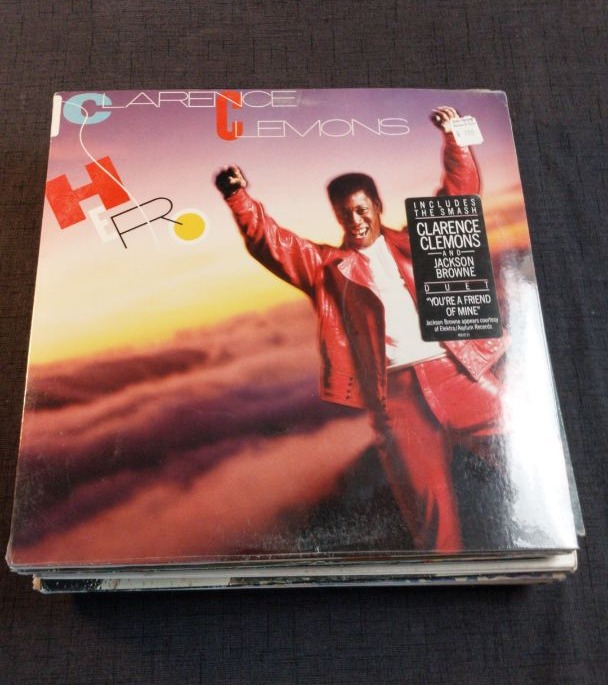 CLARENCE
CLEMONS
HERO
INCLUDES
THE SMASH
CLARENCE
CLEMONS
AND
JACKSON
BROWNE
DUET
"YOU'RE A FRIEND
OF MINE"
Jackson Browne appears courtesy
of Elektra/Asylum Records